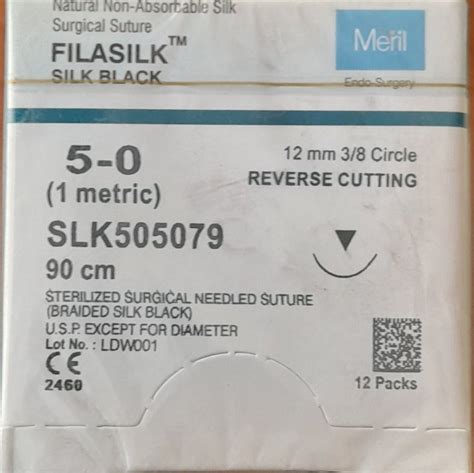 Natural Non-Absorbable Silk
Surgical Suture
FILASILK™
SILK BLACK
Meril
Endo-Surgery
5-0
(1 metric)
12 mm 3/8 Circle
REVERSE CUTTING
SLK505079
90 cm
STERILIZED SURGICAL NEEDLED SUTURE
(BRAIDED SILK BLACK)
U.S.P. EXCEPT FOR DIAMETER
Lot No.: LDW001
CE
2460
12 Packs